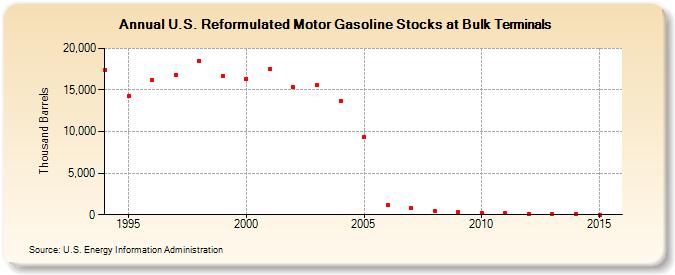 Annual U.S. Reformulated Motor Gasoline Stocks at Bulk Terminals
Thousand Barrels
20,000
15,000
10,000
5,000
0
1995 2000 2005 2010 2015
Source: U.S. Energy Information Administration